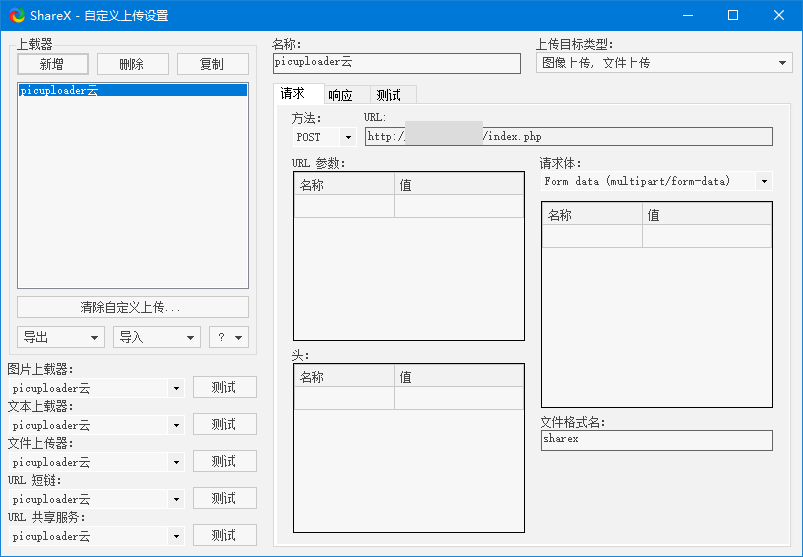 ShareX - 自定义上传设置
上载器
新增
删除
复制
picuploader云
清除自定义上传...
导出
导入
?
图片上载器:
picuploader云
测试
文本上载器:
picuploader云
测试
文件上传器:
picuploader云
测试
URL 短链:
picuploader云
测试
URL 共享服务:
picuploader云
测试
名称:
picuploader云
上传目标类型:
图像上传, 文件上传
请求
响应
测试
方法:
URL:
POST
http:/ /index.php
URL 参数:
名称 值
头:
名称 值
请求体:
Form data (multipart/form-data)
名称 值
文件格式名:
sharex